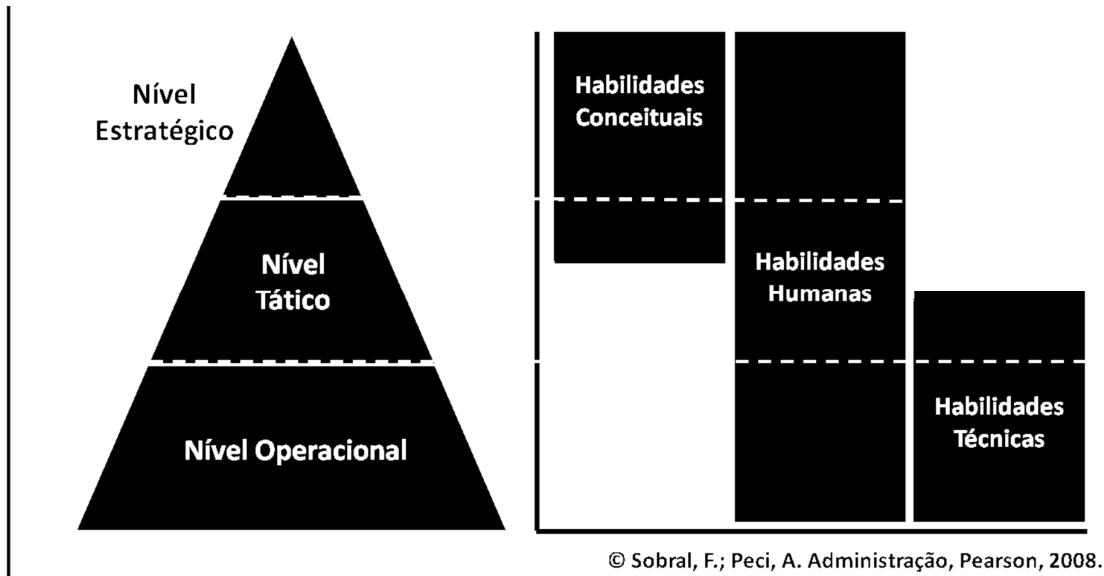 Nível
Estratégico
Nível
Tático
Nível Operacional
Habilidades
Conceituais
Habilidades
Humanas
Habilidades
Técnicas
© Sobral, F.; Peci, A. Administração, Pearson, 2008.